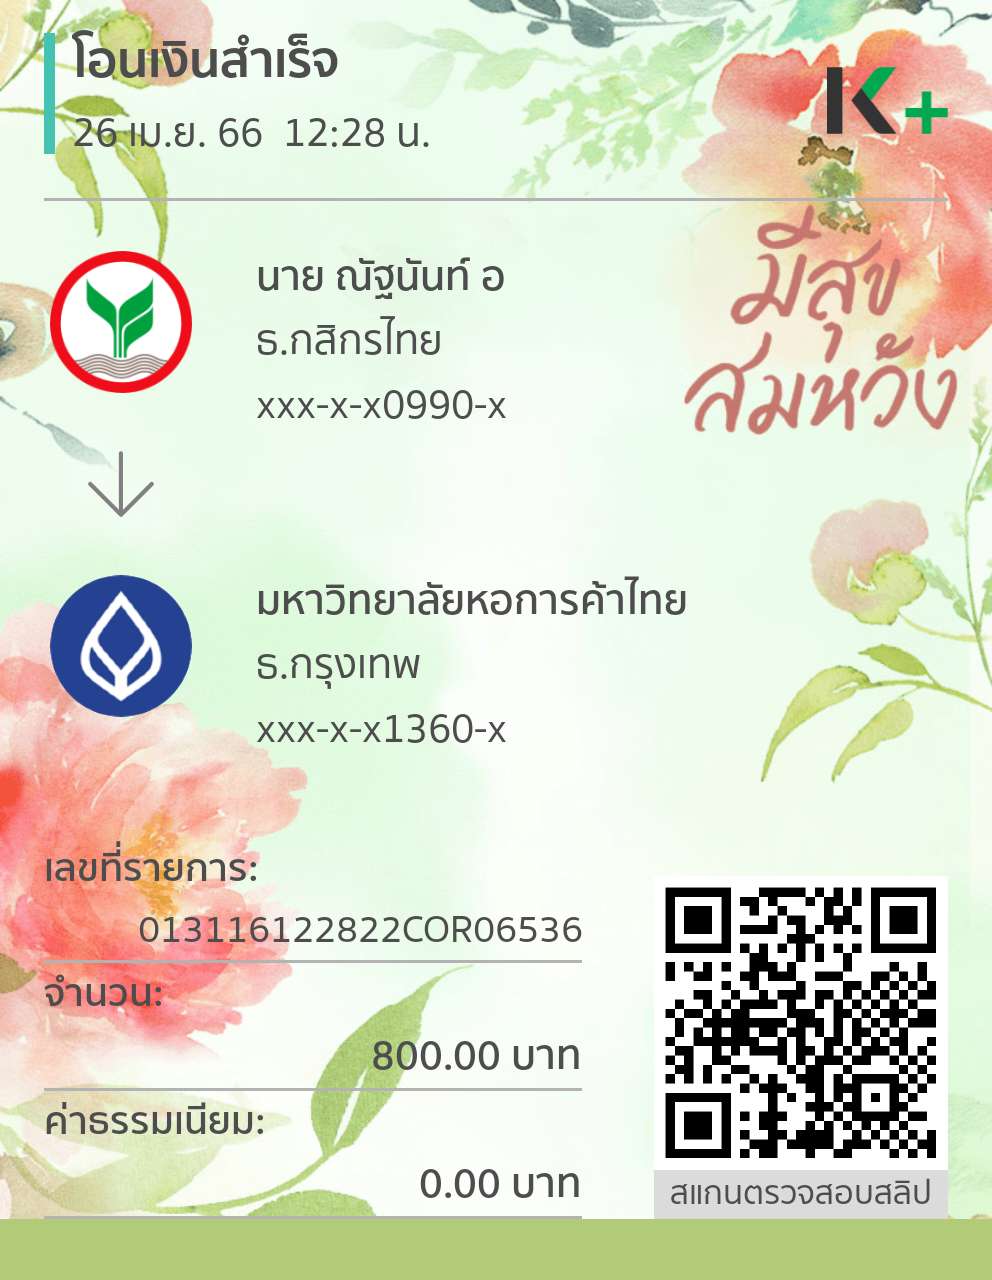 โอนเงินสำเร็จ
26 เม.ย. 66 12:28 น.
K+
มีสุข
สมหวัง
นาย ณัฐนันท์ อ
ธ.กสิกรไทย
xxx-x-x0990-x
มหาวิทยาลัยหอการค้าไทย
ธ.กรุงเทพ
xxx-x-x1360-x
เลขที่รายการ:
013116122822COR06536
จำนวน:
800.00 บาท
ค่าธรรมเนียม:
0.00 บาท
สแกนตรวจสอบสลิป